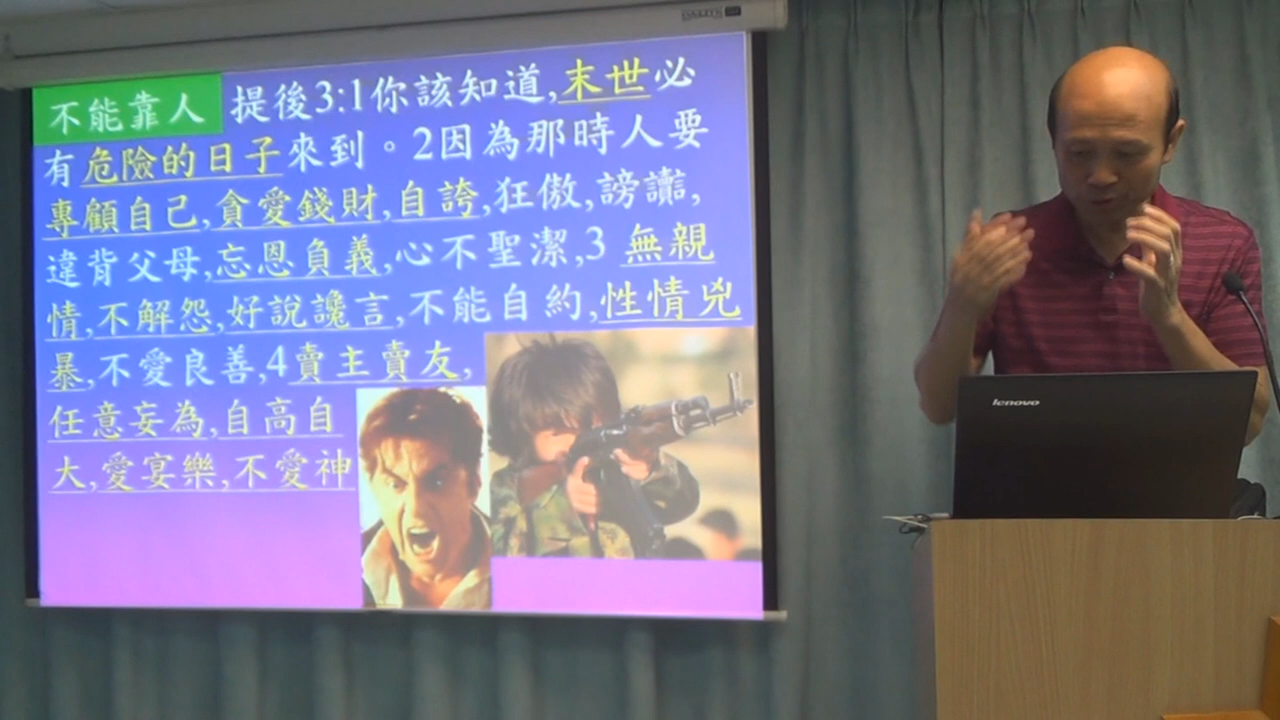 不能靠人 提後3:1你該知道,末世必
有危險的日子來到。2因為那時人要
專顧自己,貪愛錢財,自誇,狂傲,謗讟,
違背父母,忘恩負義,心不聖潔,3 無親
情,不解怨,好說讒言,不能自約,性情兇
暴,不愛良善,4賣主賣友,
任意妄為,自高自
大,愛宴樂,不愛神
lenovo